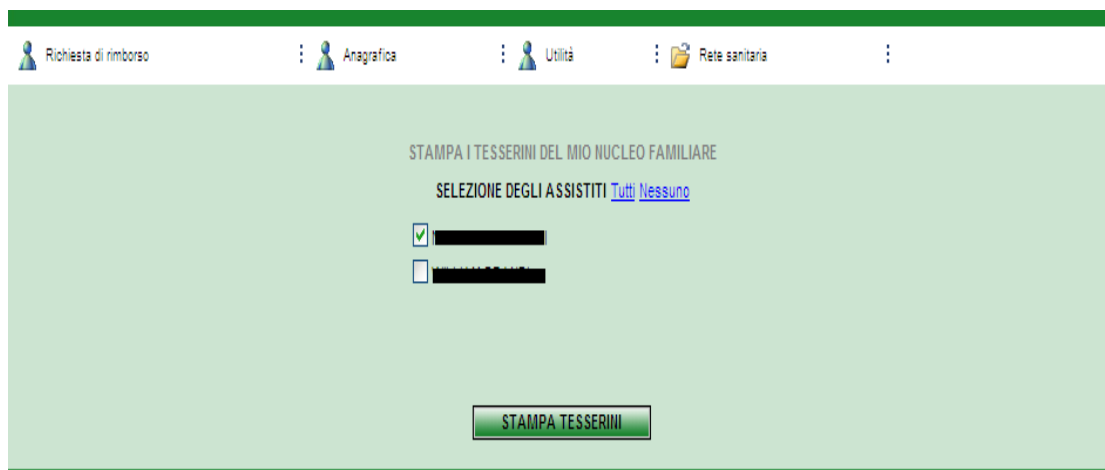 Richiesta di rimborso Anagrafica Utilità Rete sanitaria
STAMPA I TESSERINI DEL MIO NUCLEO FAMILIARE
SELEZIONE DEGLI ASSISTITI Tutti Nessuno
STAMPA TESSERINI